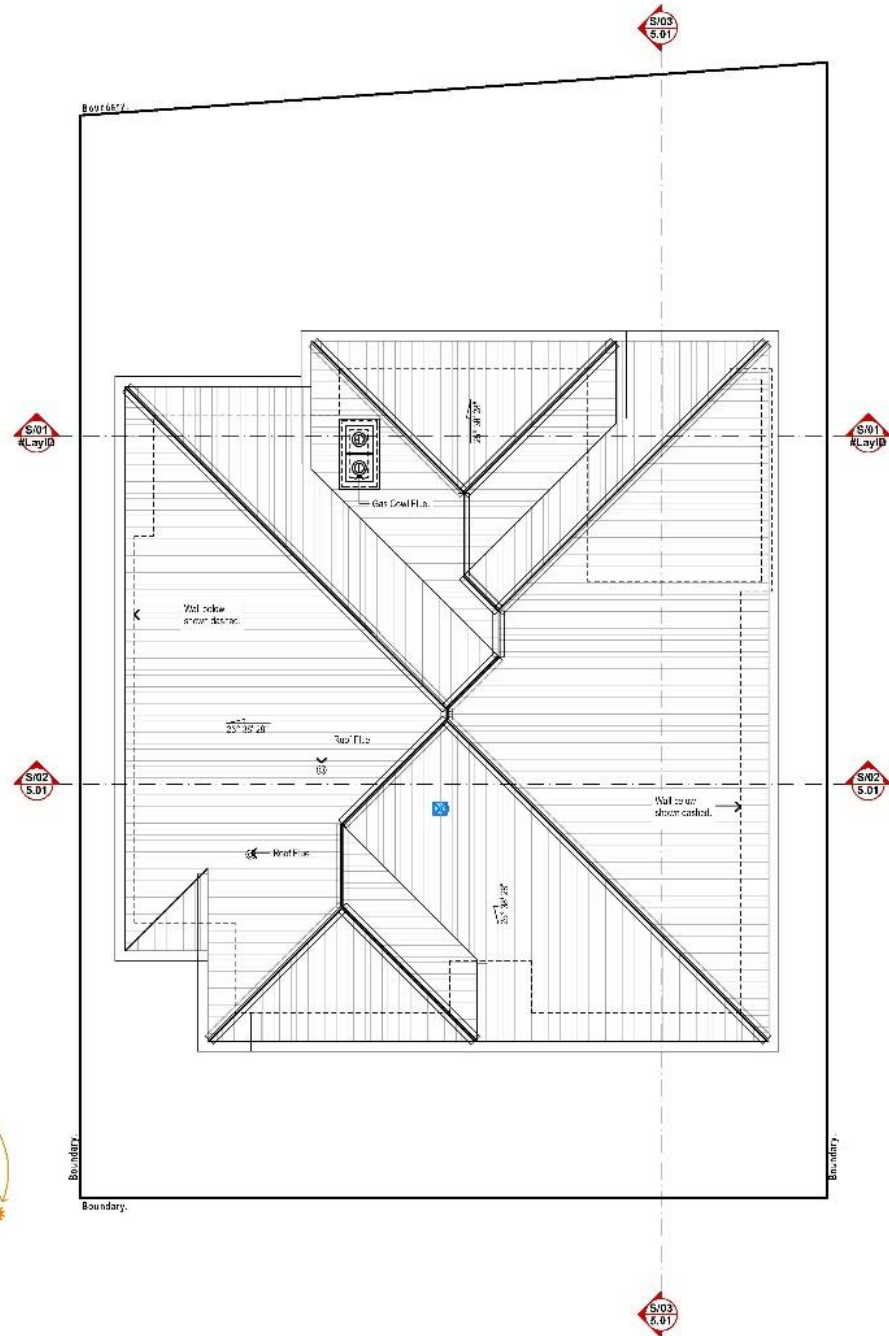 S/03
5.01
Boundary.
S/01
#LayID
S/01
#LayID
Gas Cowl Flue.
Wall below
shown dashed.
Roof Flue
S/02
5.01
S/02
5.01
Wall below
shown dashed.
Roof Flue
Boundary.
Boundary.
Boundary.
S/03
5.01